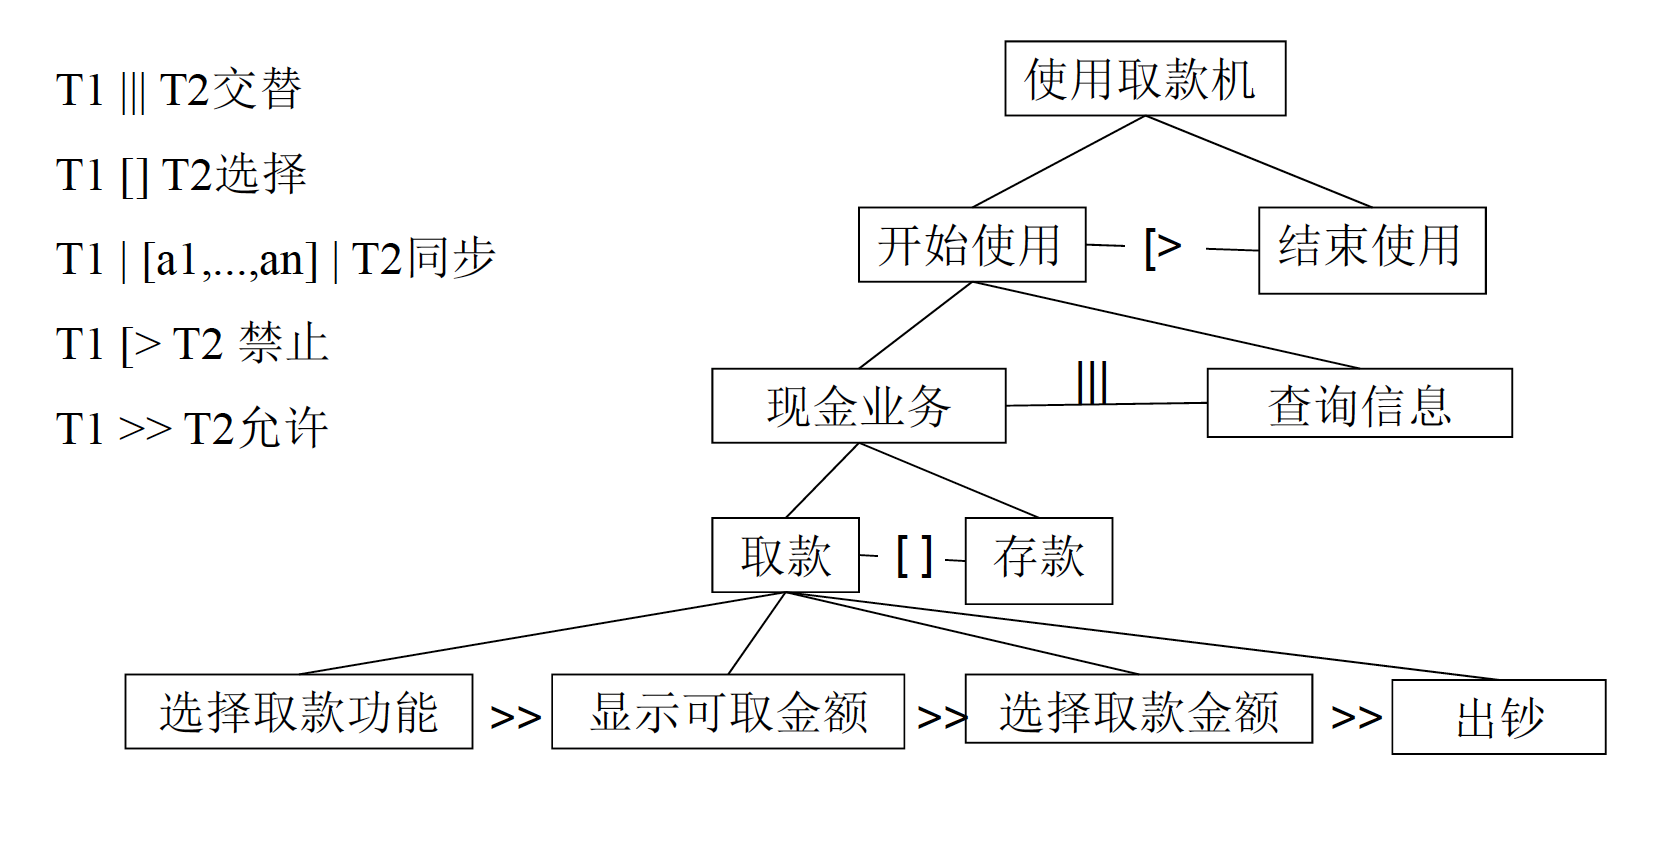 T1 ||| T2交替
T1 [] T2选择
T1 | [a1,...,an] | T2同步
T1 [> T2 禁止
T1 >> T2允许
使用取款机
开始使用 [> 结束使用
现金业务 ||| 查询信息
取款 [ ] 存款
选择取款功能 >> 显示可取金额 >> 选择取款金额 >> 出钞